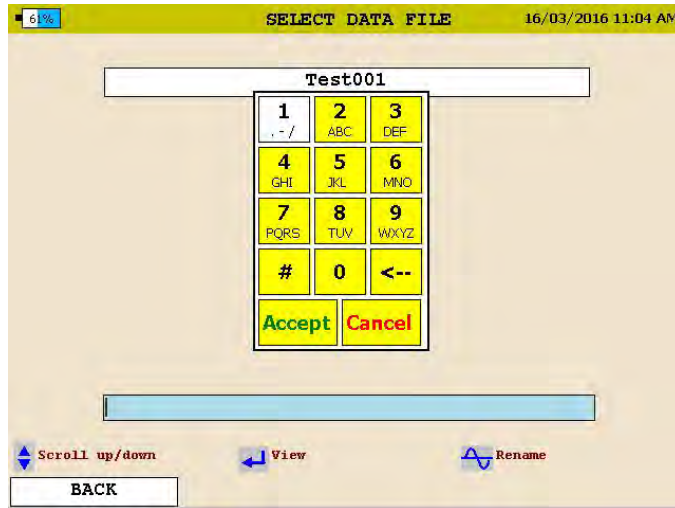 61% SELECT DATA FILE 16/03/2016 11:04 AM
Test001
1 2 3
.-/ ABC DEF
4 5 6
GHI JKL MNO
7 8 9
PQRS TUV WXYZ
# 0 <--
Accept Cancel
Scroll up/down View Rename
BACK